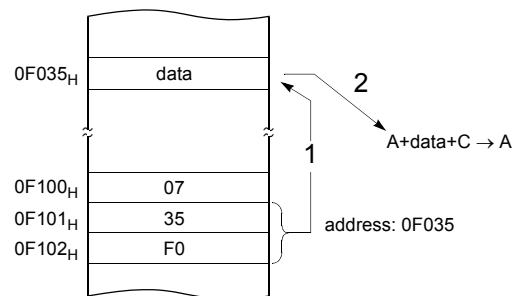 0F035H data
2
A+data+C → A
1
0F100H 07
0F101H 35
address: 0F035
0F102H F0